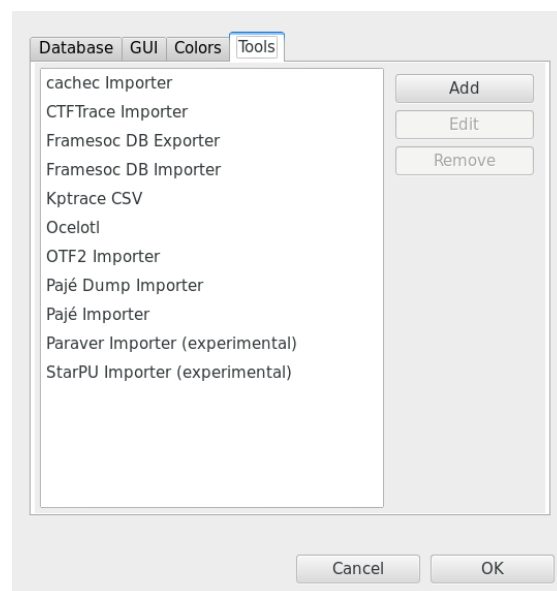 Database GUI Colors Tools
cachec Importer
CTFTrace Importer
Framesoc DB Exporter
Framesoc DB Importer
Kptrace CSV
Ocelotl
OTF2 Importer
Pajé Dump Importer
Pajé Importer
Paraver Importer (experimental)
StarPU Importer (experimental)
Add
Edit
Remove
Cancel OK